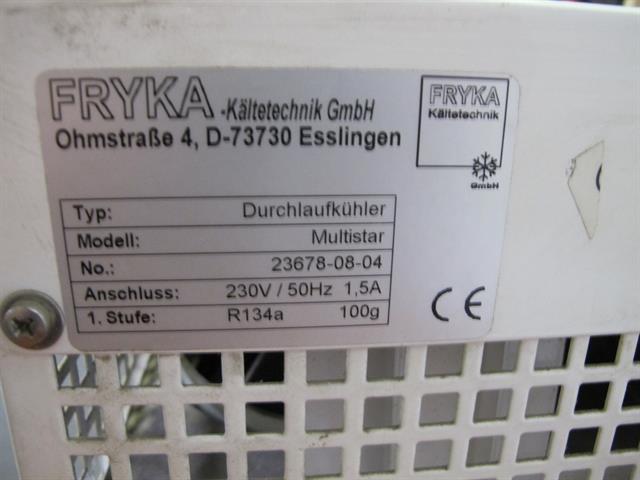 FRYKA -Kältetechnik GmbH
Ohmstraße 4, D-73730 Esslingen
FRYKA
Kältetechnik
GmbH
Typ: Durchlaufkühler
Modell: Multistar
No.: 23678-08-04
Anschluss: 230V / 50Hz 1,5A
1. Stufe: R134a 100g
CE